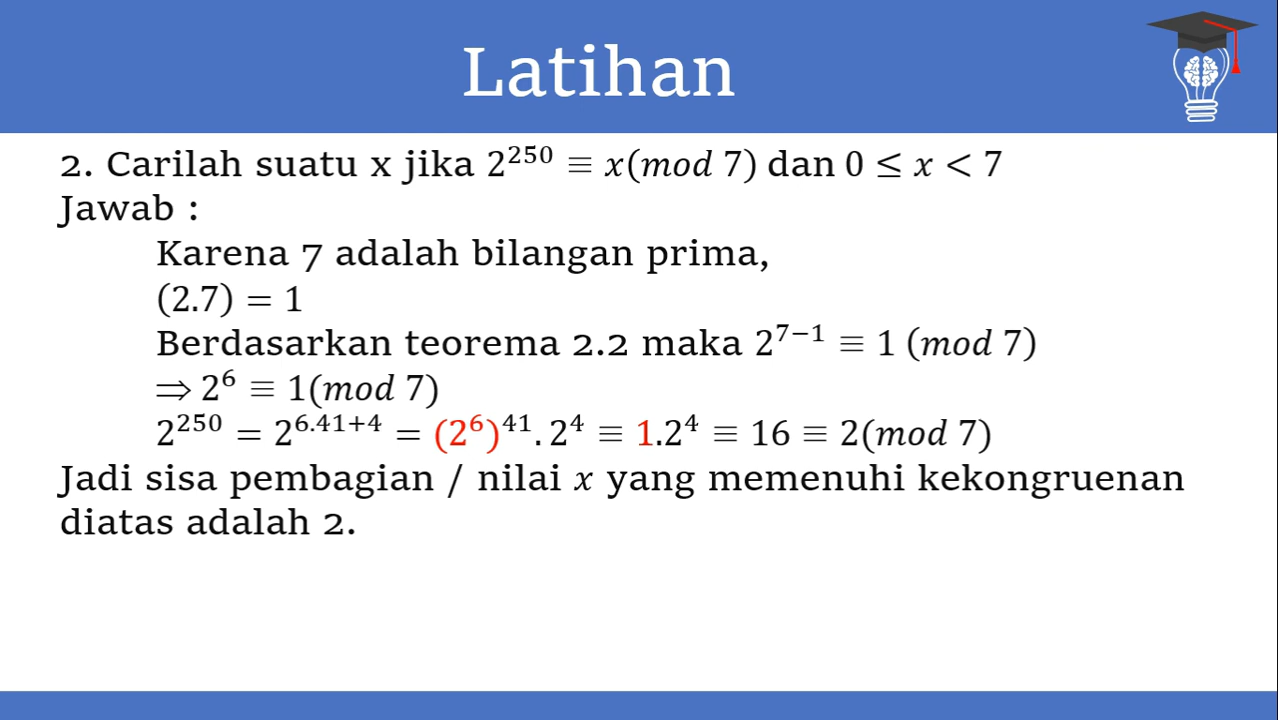 Latihan
2. Carilah suatu x jika 2²⁵⁰ ≡ x(mod 7) dan 0 ≤ x < 7
Jawab :
Karena 7 adalah bilangan prima,
(2.7) = 1
Berdasarkan teorema 2.2 maka 2⁷⁻¹ ≡ 1 (mod 7)
⇒ 2⁶ ≡ 1(mod 7)
2²⁵⁰ = 2⁶·⁴¹⁺⁴ = (2⁶)⁴¹. 2⁴ ≡ 1.2⁴ ≡ 16 ≡ 2(mod 7)
Jadi sisa pembagian / nilai x yang memenuhi kekongruenan
diatas adalah 2.